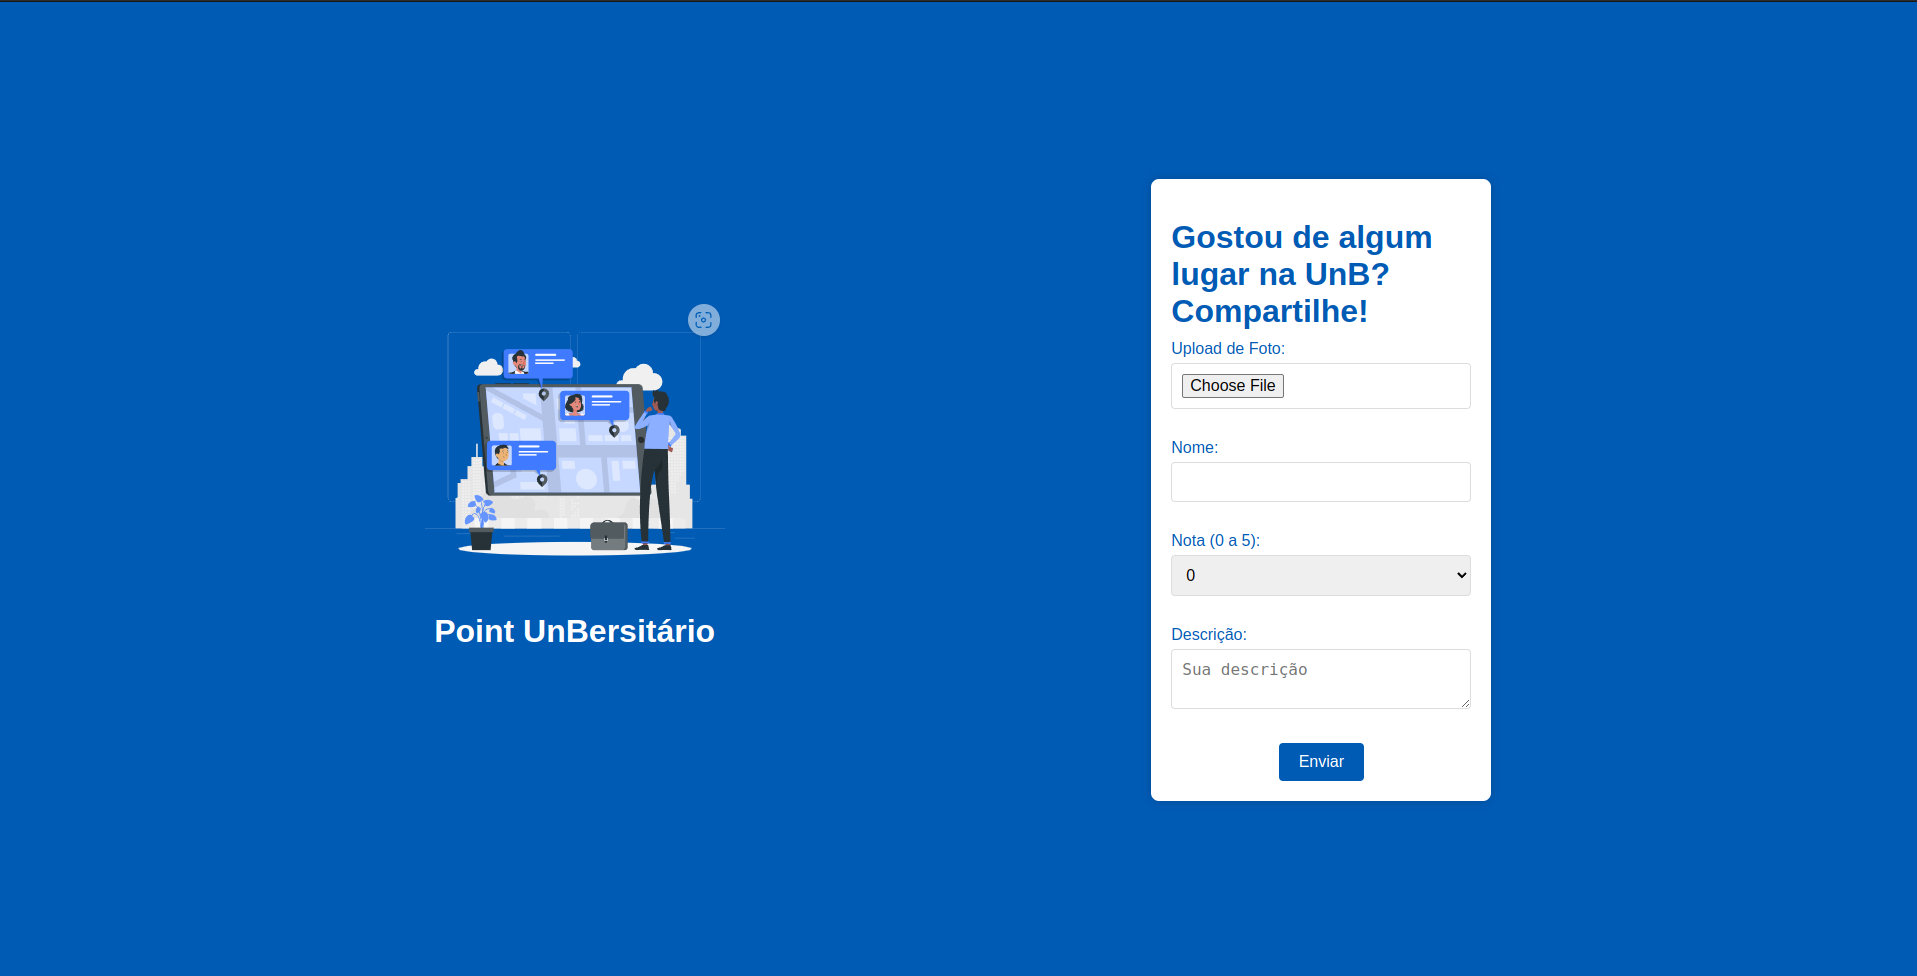 Point UnBersitário
Gostou de algum
lugar na UnB?
Compartilhe!
Upload de Foto:
Choose File
Nome:
Nota (0 a 5):
0
Descrição:
Sua descrição
Enviar